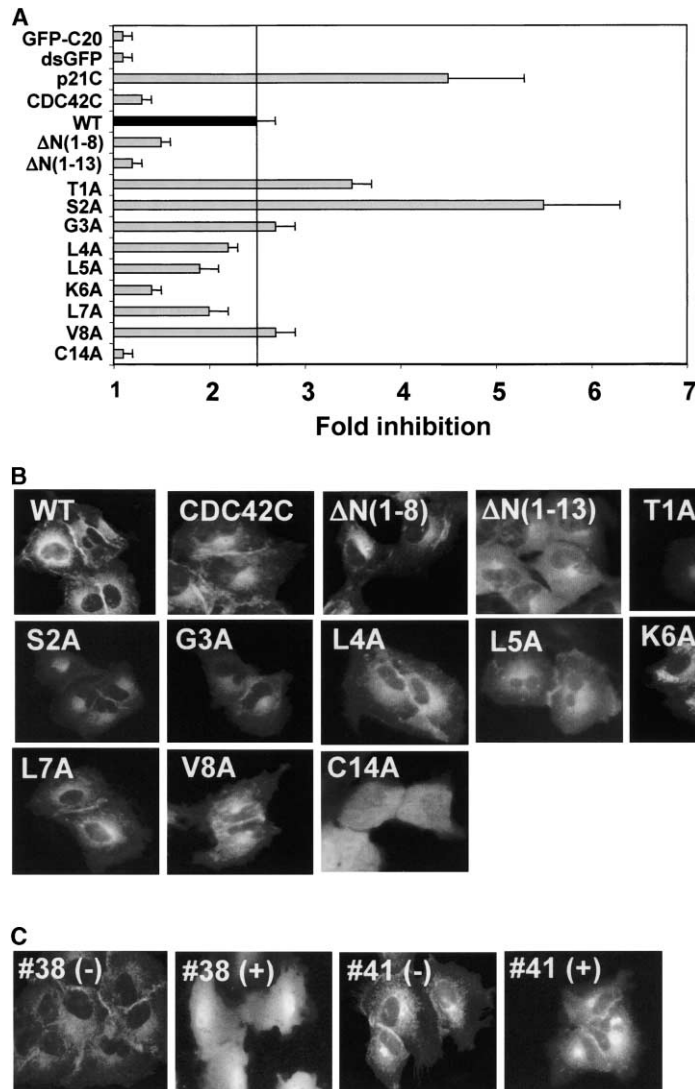 A
GFP-C20
dsGFP
p21C
CDC42C
WT
ΔN(1-8)
ΔN(1-13)
T1A
S2A
G3A
L4A
L5A
K6A
L7A
V8A
C14A
1 2 3 4 5 6 7
Fold inhibition
B
WT CDC42C ΔN(1-8) ΔN(1-13) T1A
S2A G3A L4A L5A K6A
L7A V8A C14A
C
#38 (-) #38 (+) #41 (-) #41 (+)